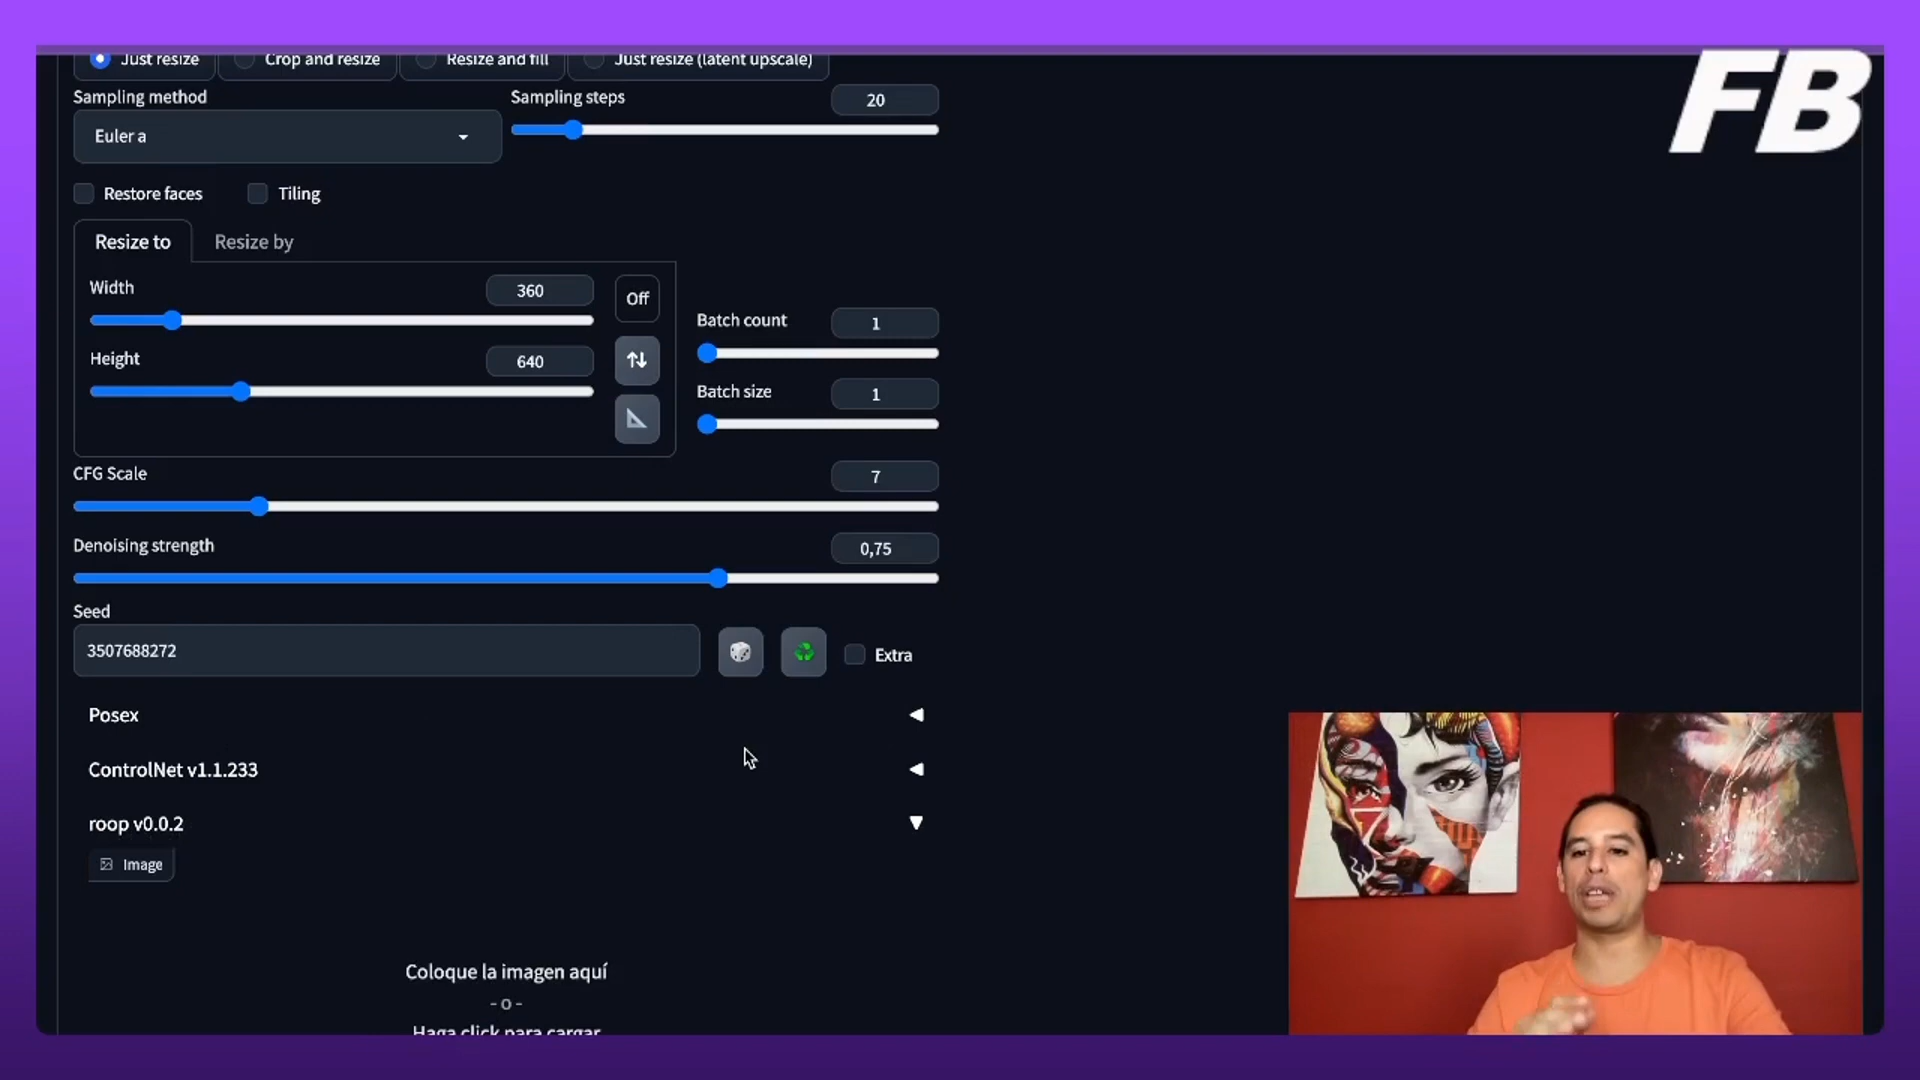 Just resize
Crop and resize
Resize and fill
Just resize (latent upscale)
FB
Sampling method
Sampling steps
20
Euler a
Restore faces
Tiling
Resize to
Resize by
Width
360
Off
Batch count
1
Height
640
Batch size
1
CFG Scale
7
Denoising strength
0,75
Seed
3507688272
Extra
Posex
ControlNet v1.1.233
roop v0.0.2
Image
Coloque la imagen aquí
- o -
Haga click para cargar